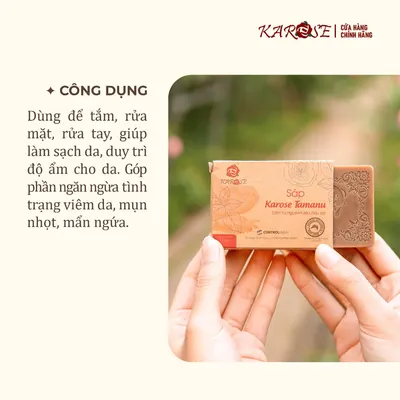 KAROSE
CỬA HÀNG
CHÍNH HÃNG
CÔNG DỤNG
Dùng để tắm, rửa
mặt, rửa tay, giúp
làm sạch da, duy trì
độ ẩm cho da. Góp
phần ngăn ngừa tình
trạng viêm da, mụn
nhọt, mẩn ngứa.
KAROSE
Sáp
Karose Tamanu